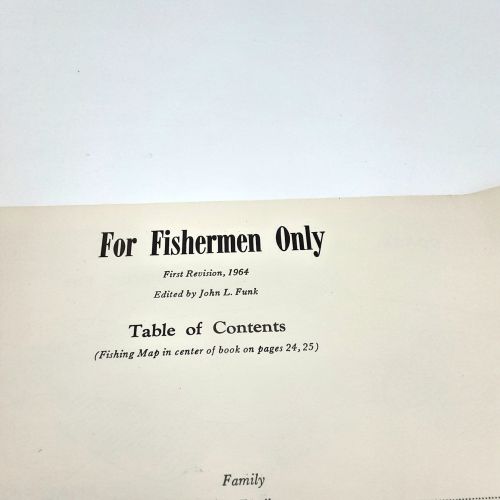 For Fishermen Only
First Revision, 1964
Edited by John L. Funk
Table of Contents
(Fishing Map in center of book on pages 24, 25)
Family